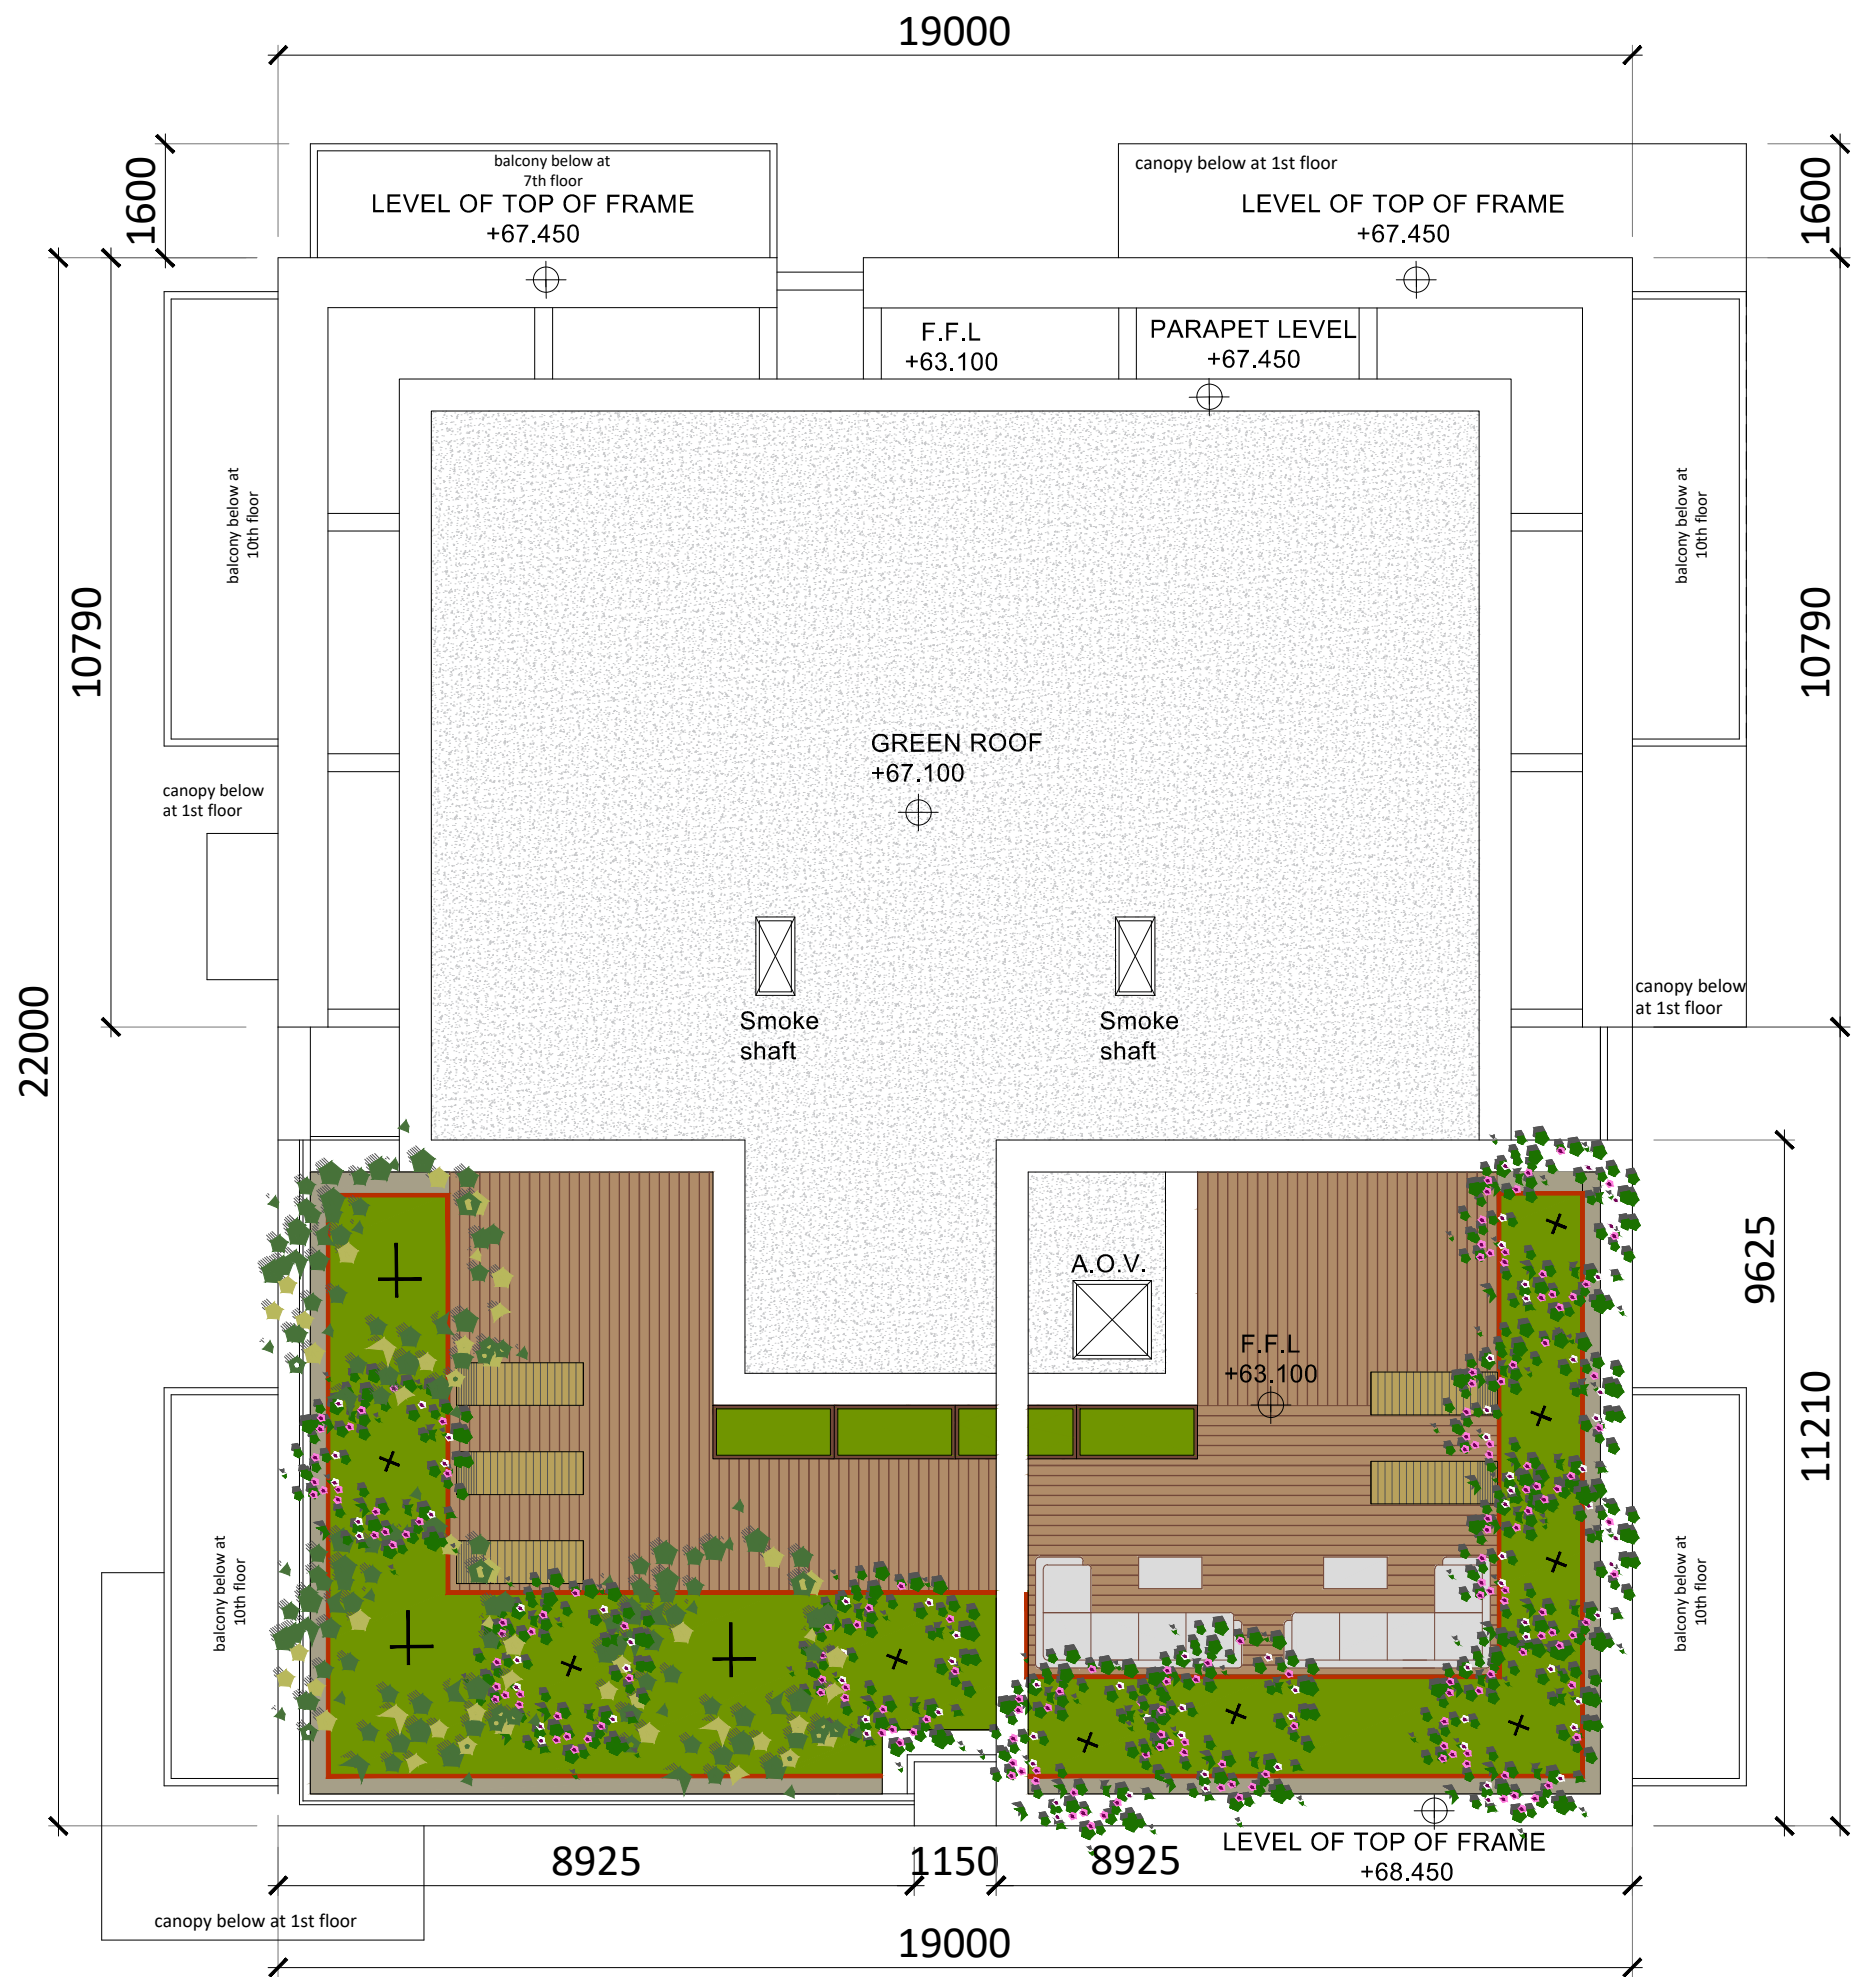 19000
1600
balcony below at
7th floor
LEVEL OF TOP OF FRAME
+67.450
canopy below at 1st floor
LEVEL OF TOP OF FRAME
+67.450
1600
F.F.L
+63.100
PARAPET LEVEL
+67.450
balcony below at
10th floor
balcony below at
10th floor
10790
10790
GREEN ROOF
+67.100
canopy below
at 1st floor
22000
Smoke
shaft
Smoke
shaft
canopy below
at 1st floor
A.O.V.
9625
F.F.L
+63.100
11210
balcony below at
10th floor
balcony below at
10th floor
8925
1150
8925
LEVEL OF TOP OF FRAME
+68.450
canopy below at 1st floor
19000